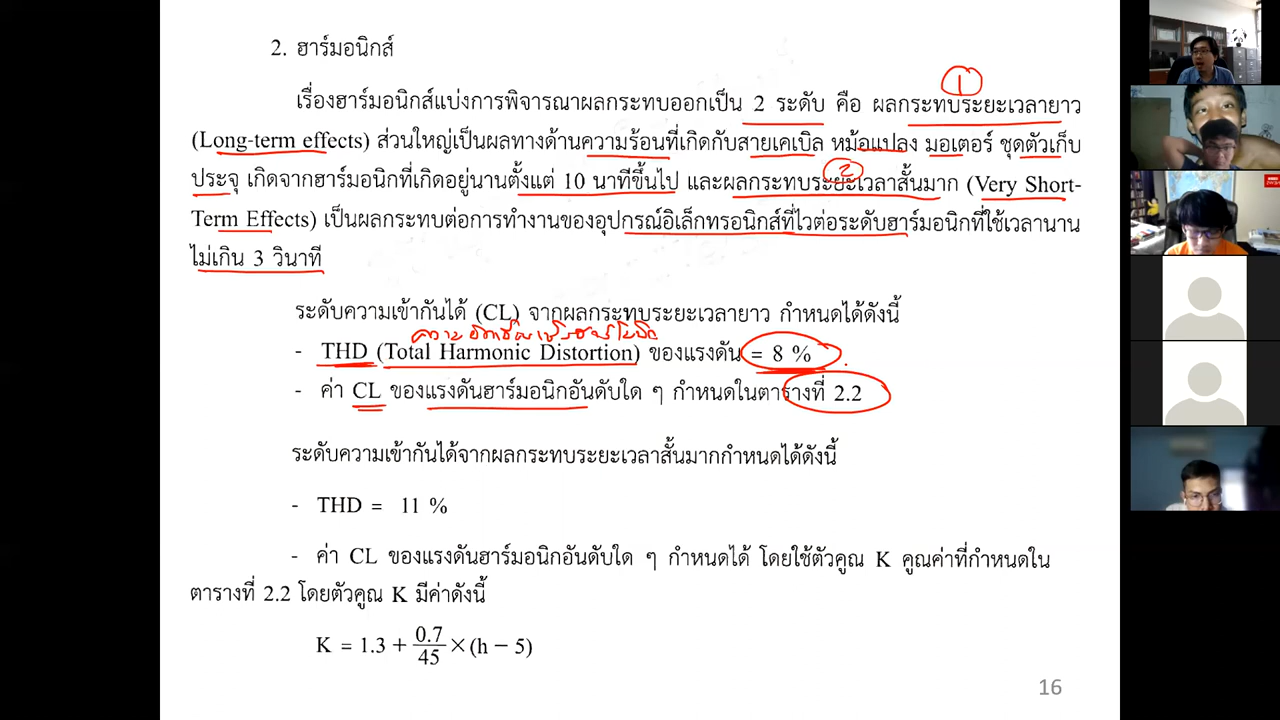 2. ฮาร์มอนิกส์
1
เรื่องฮาร์มอนิกส์แบ่งการพิจารณาผลกระทบออกเป็น 2 ระดับ คือ ผลกระทบระยะเวลายาว
(Long-term effects) ส่วนใหญ่เป็นผลทางด้านความร้อนที่เกิดกับสายเคเบิล หม้อแปลง มอเตอร์ ชุดตัวเก็บ
2
ประจุ เกิดจากฮาร์มอนิกที่เกิดอยู่นานตั้งแต่ 10 นาทีขึ้นไป และผลกระทบระยะเวลาสั้นมาก (Very Short-
Term Effects) เป็นผลกระทบต่อการทำงานของอุปกรณ์อิเล็กทรอนิกส์ที่ไวต่อระดับฮาร์มอนิกที่ใช้เวลานาน
ไม่เกิน 3 วินาที
ระดับความเข้ากันได้ (CL) จากผลกระทบระยะเวลายาว กำหนดได้ดังนี้
ความ
- THD (Total Harmonic Distortion) ของแรงดัน = 8 %
- ค่า CL ของแรงดันฮาร์มอนิกอันดับใด ๆ กำหนดในตารางที่ 2.2
ระดับความเข้ากันได้จากผลกระทบระยะเวลาสั้นมากกำหนดได้ดังนี้
- THD = 11 %
- ค่า CL ของแรงดันฮาร์มอนิกอันดับใด ๆ กำหนดได้ โดยใช้ตัวคูณ K คูณค่าที่กำหนดใน
ตารางที่ 2.2 โดยตัวคูณ K มีค่าดังนี้
K = 1.3 + 0.7/45 × (h − 5)
16